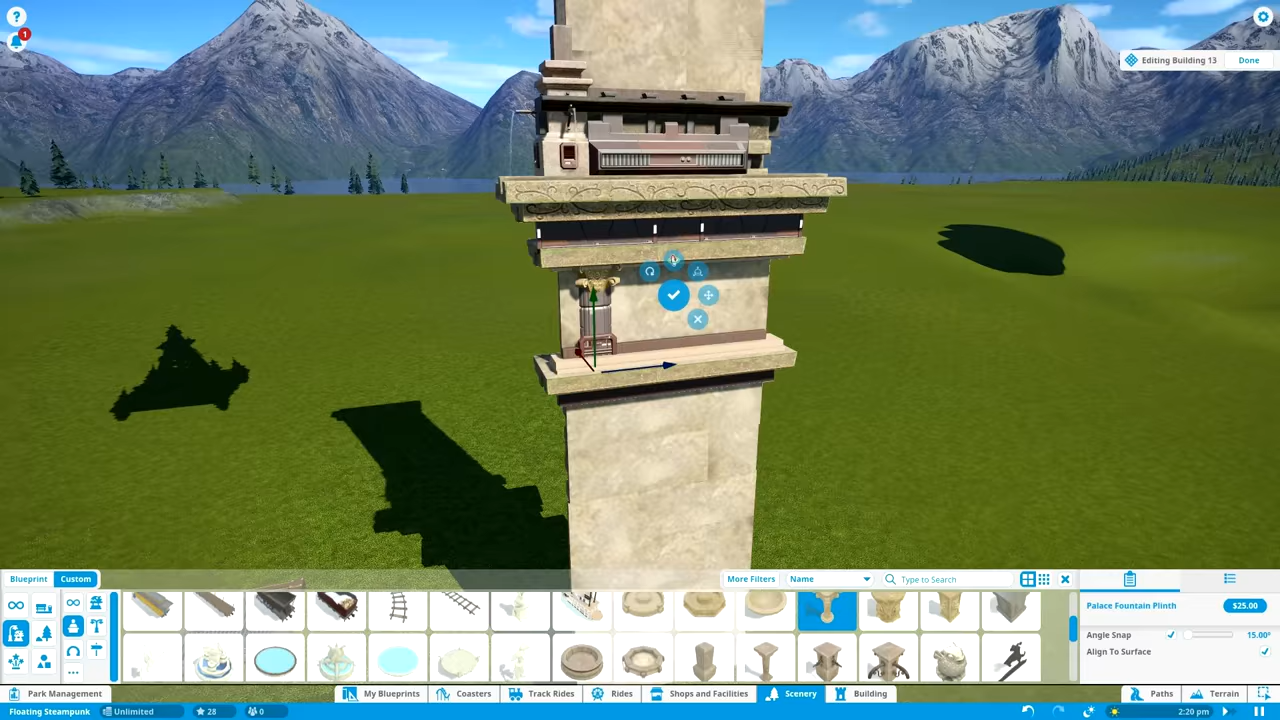 ?
1
Editing Building 13 Done
Blueprint Custom More Filters Name Type to Search
Palace Fountain Plinth $25.00
Angle Snap 15.00°
Align To Surface
Park Management My Blueprints Coasters Track Rides Rides Shops and Facilities Scenery Building Paths Terrain
Floating Steampunk Unlimited 28 0 2:20 pm